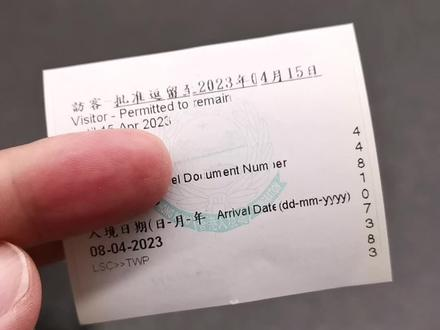 訪客 批准逗留至2023年04月15日
Visitor - Permitted to remain
15 Apr 2023
Document Number
入境日期(日-月-年 Arrival Date (dd-mm-yyyy)
08-04-2023
LSC>>TWP
4
4
8
1
0
7
3
8
3